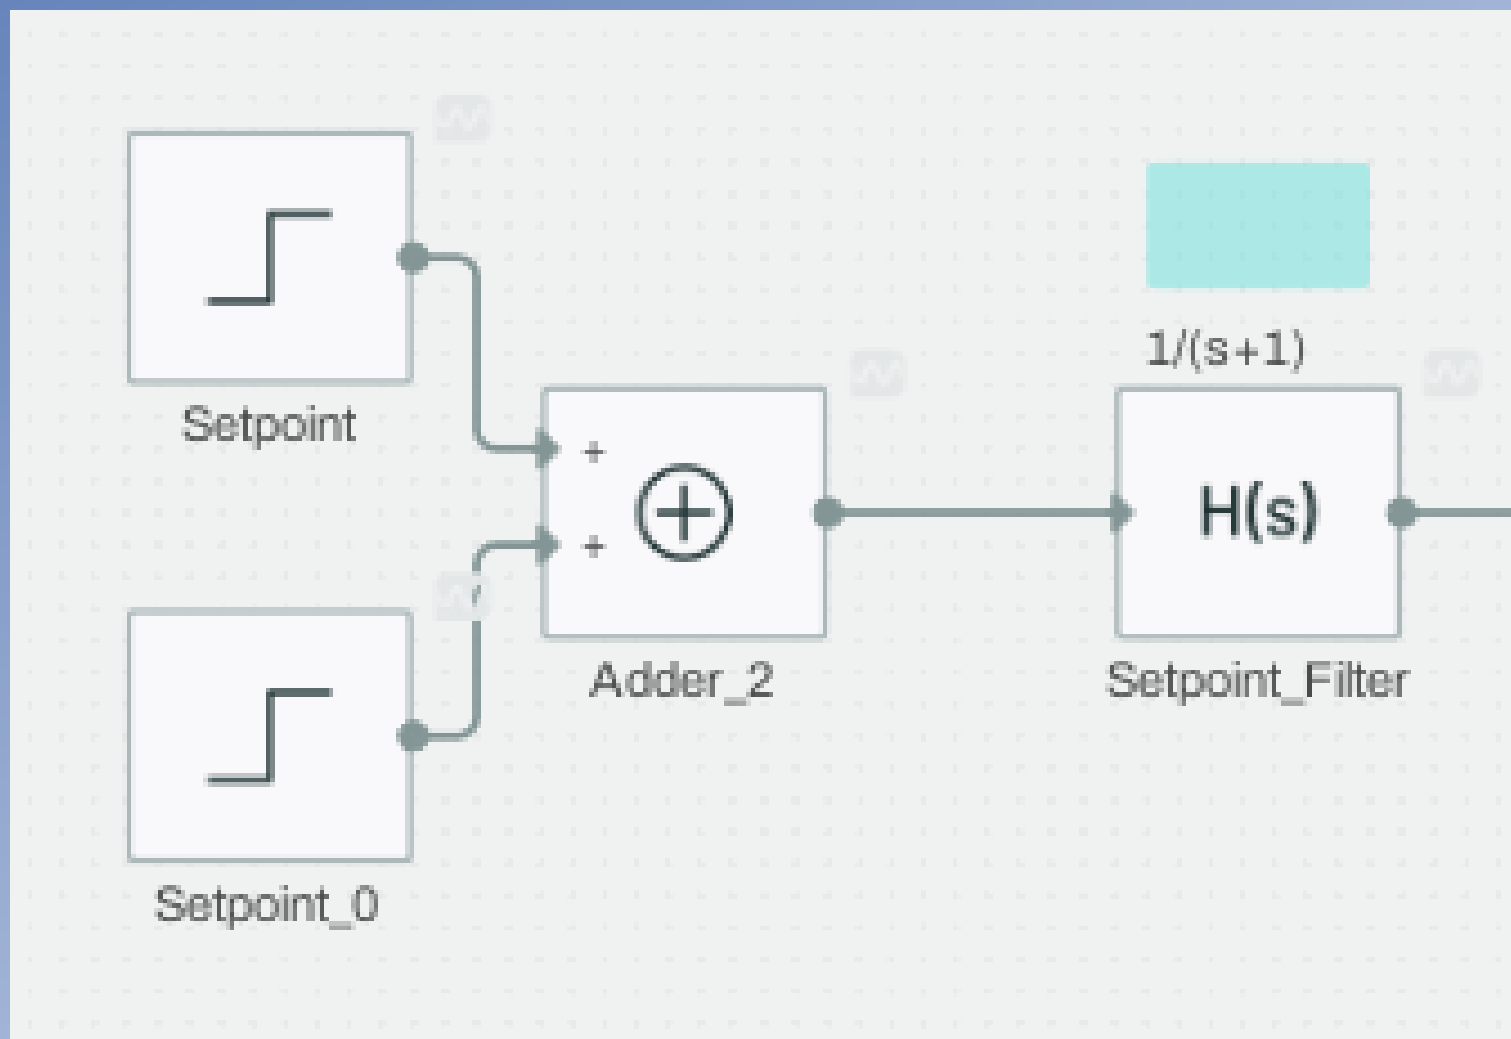 Setpoint
1/(s+1)
+
+
H(s)
Adder_2
Setpoint_Filter
Setpoint_0